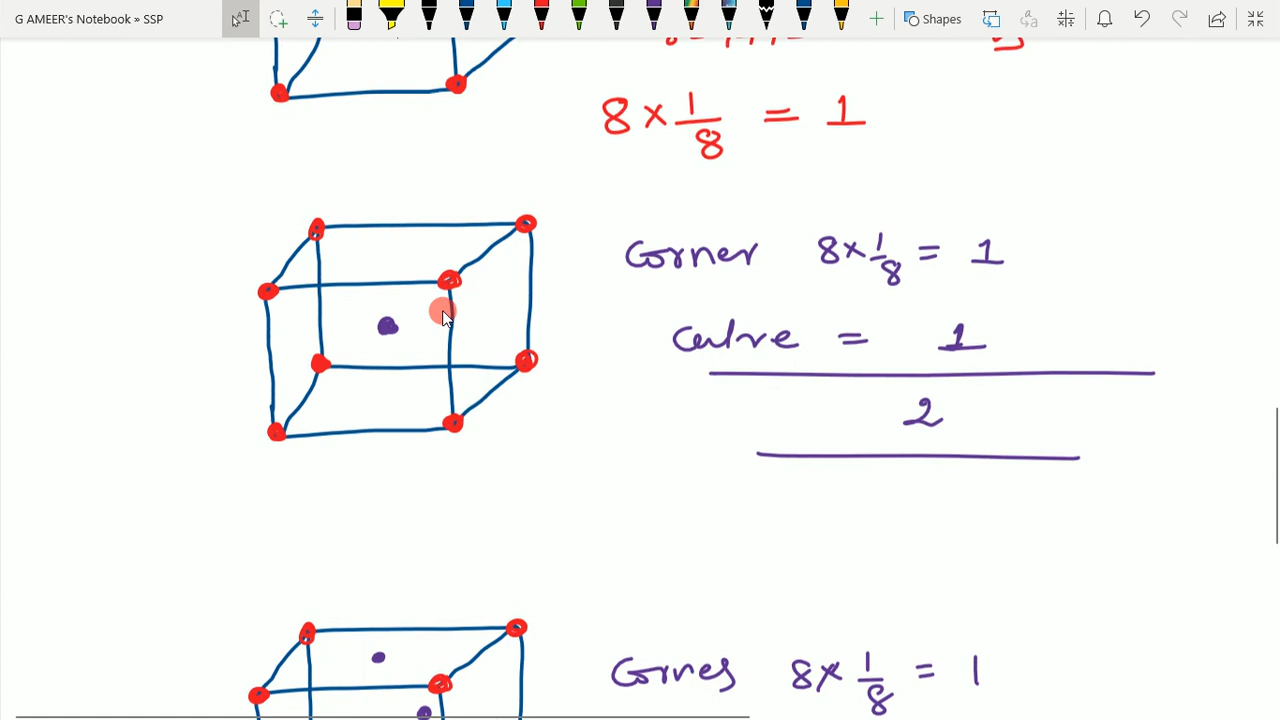 G AMEER's Notebook » SSP
Shapes
8 × 1/8 = 1
Corner 8 × 1/8 = 1
Centre = 1
2
8 × 1/8 = 1